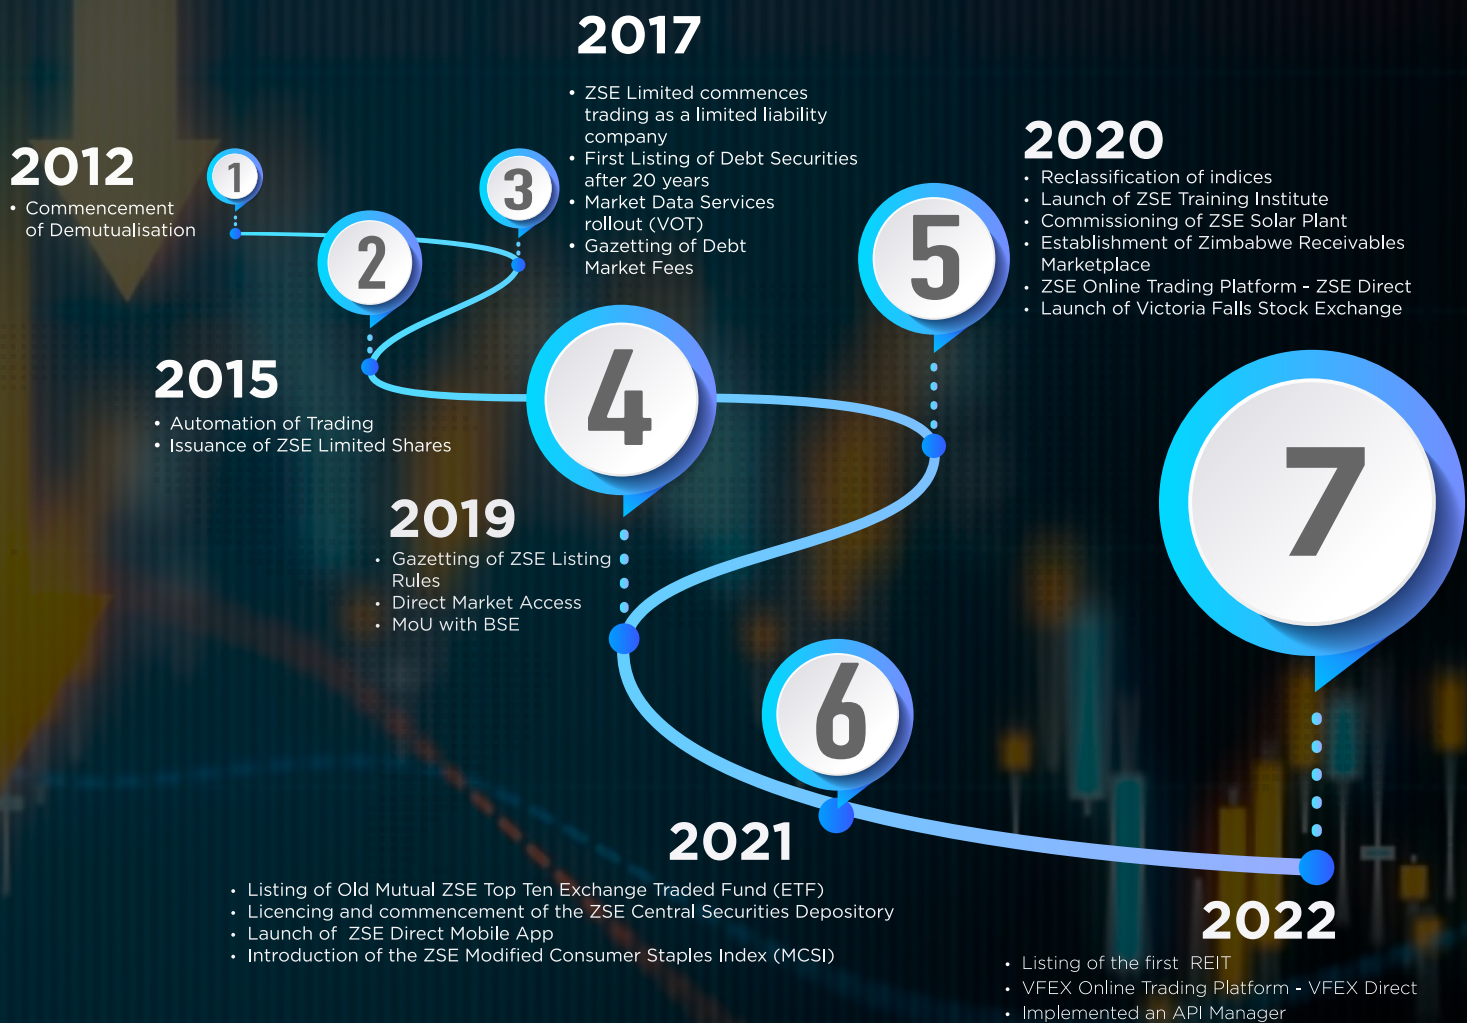 2012
• Commencement
of Demutualisation
1
2
2015
• Automation of Trading
• Issuance of ZSE Limited Shares
3
2017
• ZSE Limited commences
trading as a limited liability
company
• First Listing of Debt Securities
after 20 years
• Market Data Services
rollout (VOT)
• Gazetting of Debt
Market Fees
4
2019
• Gazetting of ZSE Listing
Rules
• Direct Market Access
• MoU with BSE
5
2020
• Reclassification of indices
• Launch of ZSE Training Institute
• Commissioning of ZSE Solar Plant
• Establishment of Zimbabwe Receivables
Marketplace
• ZSE Online Trading Platform - ZSE Direct
• Launch of Victoria Falls Stock Exchange
6
2021
• Listing of Old Mutual ZSE Top Ten Exchange Traded Fund (ETF)
• Licencing and commencement of the ZSE Central Securities Depository
• Launch of ZSE Direct Mobile App
• Introduction of the ZSE Modified Consumer Staples Index (MCSI)
7
2022
• Listing of the first REIT
• VFEX Online Trading Platform - VFEX Direct
• Implemented an API Manager